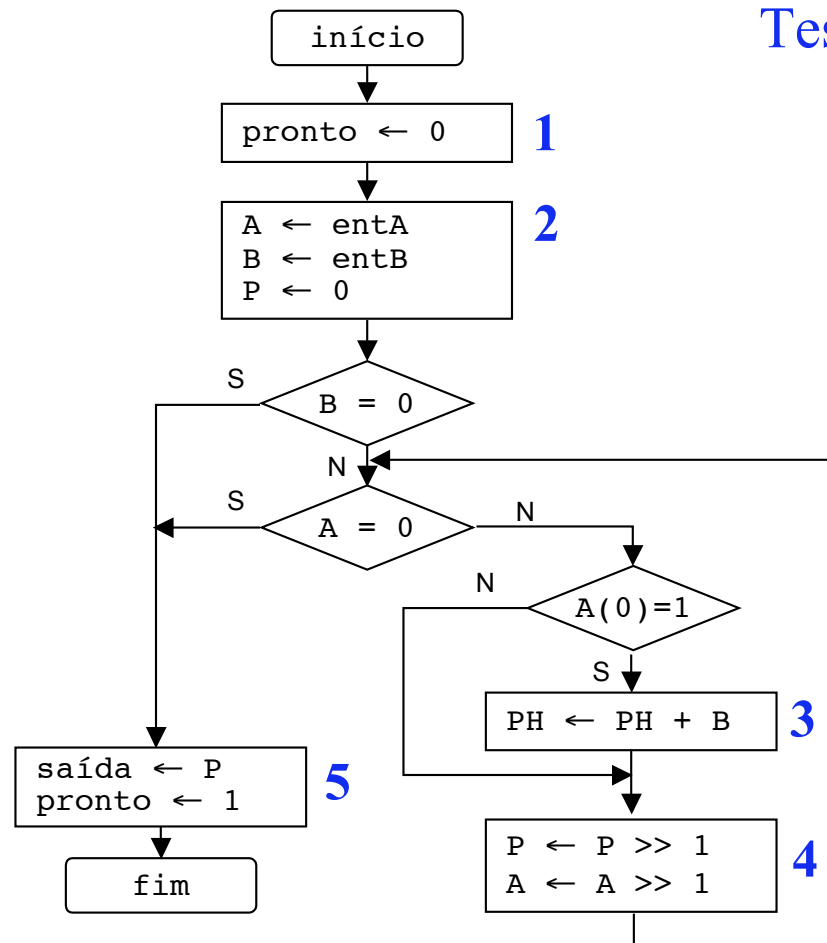 Tes
início
pronto ← 0
1
A ← entA
B ← entB
P ← 0
2
S
B = 0
N
S
A = 0
N
N
A(0)=1
S
PH ← PH + B
3
saída ← P
pronto ← 1
5
P ← P >> 1
A ← A >> 1
4
fim